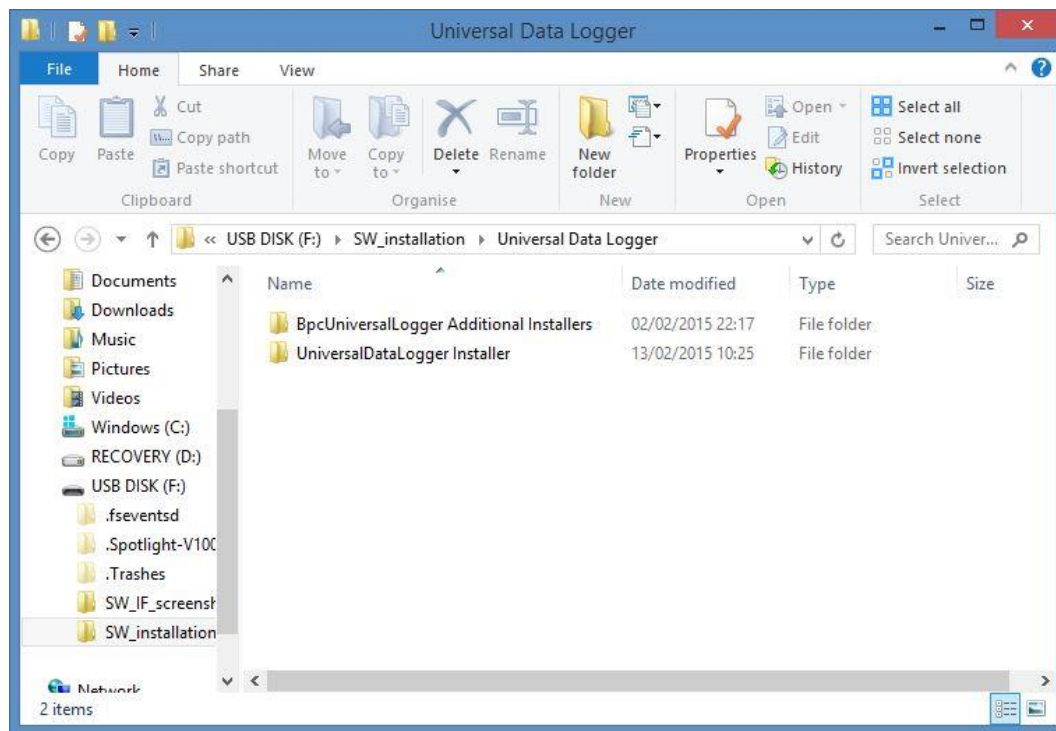 Universal Data Logger
File Home Share View
Copy
Paste
Cut
Copy path
Paste shortcut
Clipboard
Move to
Copy to
Delete
Rename
Organise
New folder
New
Properties
Open
Edit
History
Open
Select all
Select none
Invert selection
Select
« USB DISK (F:) SW_installation Universal Data Logger
Search Univer...
Documents
Downloads
Music
Pictures
Videos
Windows (C:)
RECOVERY (D:)
USB DISK (F:)
.fseventsd
.Spotlight-V100
.Trashes
SW_IF_screensh
SW_installation
Network
Name Date modified Type Size
BpcUniversalLogger Additional Installers 02/02/2015 22:17 File folder
UniversalDataLogger Installer 13/02/2015 10:25 File folder
2 items